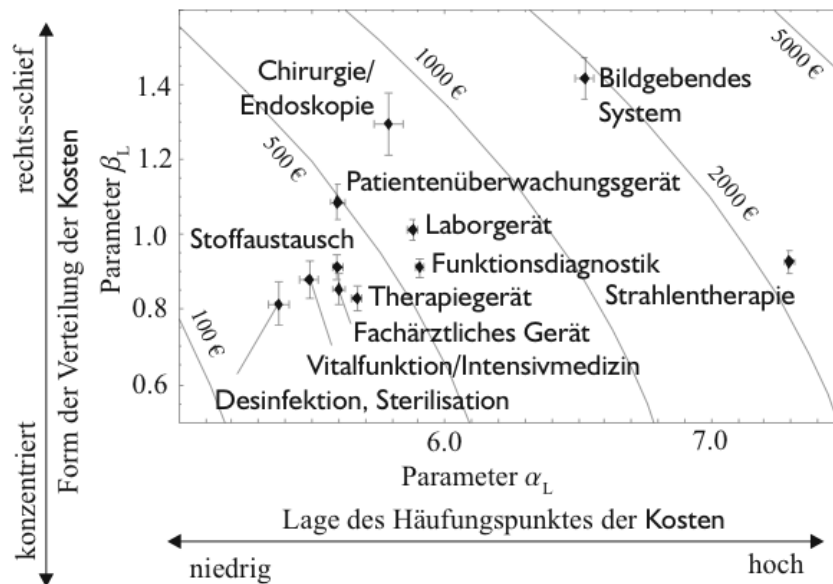 rechts-schief
Form der Verteilung der Kosten
konzentriert
Parameter βL
1.4
1.2
1.0
0.8
0.6
Chirurgie/
Endoskopie
1000 €
Bildgebendes
System
5000 €
500 €
Patientenüberwachungsgerät
2000 €
Stoffaustausch
Laborgerät
Funktionsdiagnostik
Therapiegerät
Strahlentherapie
100 €
Fachärztliches Gerät
Vitalfunktion/Intensivmedizin
Desinfektion, Sterilisation
6.0
7.0
Parameter αL
Lage des Häufungspunktes der Kosten
niedrig
hoch